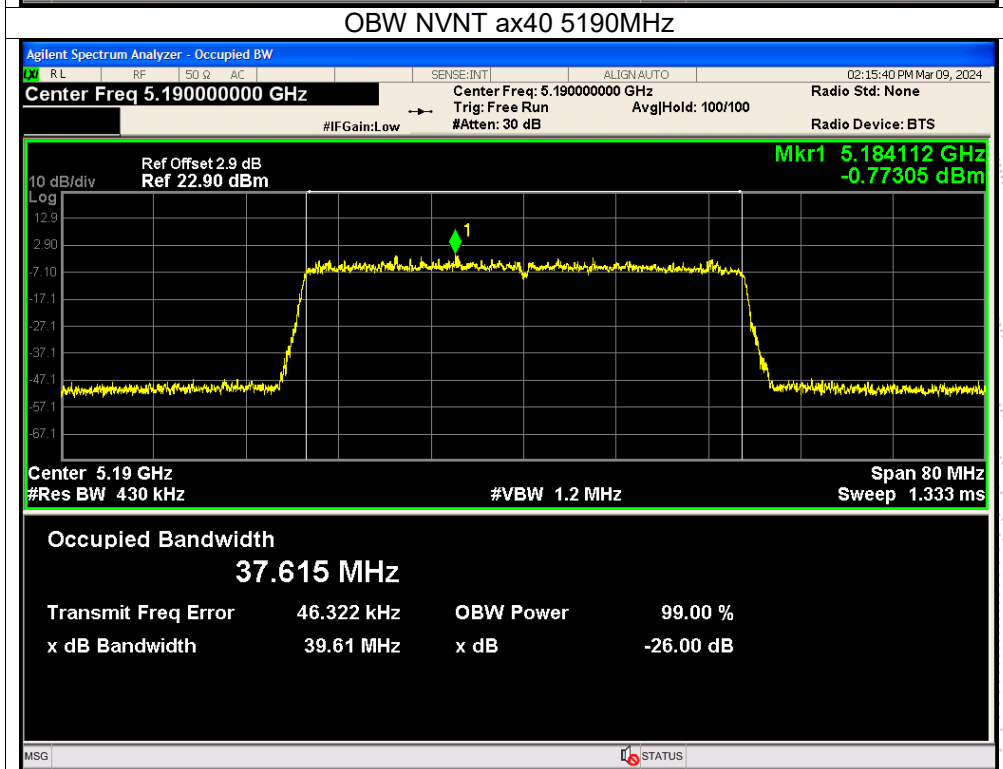 OBW NVNT ax40 5190MHz
Agilent Spectrum Analyzer - Occupied BW
LXI RL RF 50 Ω AC SENSE:INT ALIGN AUTO 02:15:40 PM Mar 09, 2024
Center Freq 5.190000000 GHz
Center Freq: 5.190000000 GHz
Radio Std: None
Trig: Free Run Avg|Hold: 100/100
#IFGain:Low #Atten: 30 dB Radio Device: BTS
Mkr1 5.184112 GHz
-0.77305 dBm
Ref Offset 2.9 dB
10 dB/div Ref 22.90 dBm
Log
12.9
2.90
-7.10
-17.1
-27.1
-37.1
-47.1
-57.1
-67.1
1
Center 5.19 GHz Span 80 MHz
#Res BW 430 kHz #VBW 1.2 MHz Sweep 1.333 ms
Occupied Bandwidth
37.615 MHz
Transmit Freq Error 46.322 kHz OBW Power 99.00 %
x dB Bandwidth 39.61 MHz x dB -26.00 dB
MSG STATUS